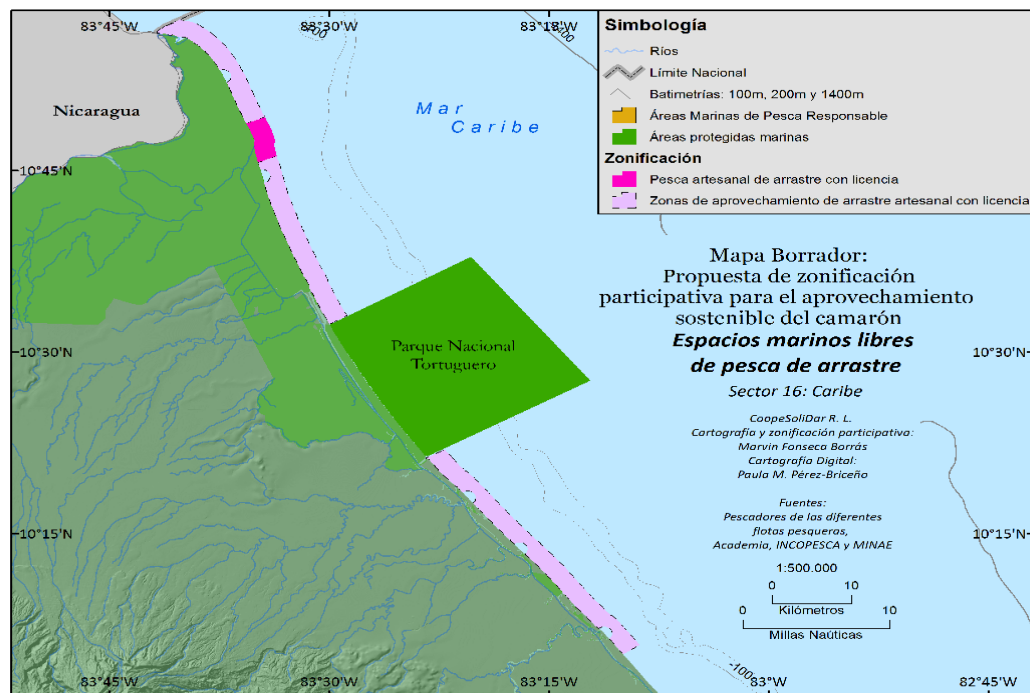 83°45'W
83°30'W
83°15'W
-200
-1400
Nicaragua
Mar
Caribe
10°45'N
10°30'N
10°15'N
Parque Nacional
Tortuguero
Simbología
Ríos
Límite Nacional
Batimetrías: 100m, 200m y 1400m
Áreas Marinas de Pesca Responsable
Áreas protegidas marinas
Zonificación
Pesca artesanal de arrastre con licencia
Zonas de aprovechamiento de arrastre artesanal con licencia
Mapa Borrador:
Propuesta de zonificación
participativa para el aprovechamiento
sostenible del camarón
Espacios marinos libres
de pesca de arrastre
Sector 16: Caribe
CoopeSoliDar R. L.
Cartografía y zonificación participativa:
Marvin Fonseca Borrás
Cartografía Digital:
Paula M. Pérez-Briceño
Fuentes:
Pescadores de las diferentes
flotas pesqueras,
Academia, INCOPESCA y MINAE
1:500.000
0 10
Kilómetros
0 10
Millas Naúticas
10°30'N
10°15'N
-100
83°45'W
83°30'W
83°15'W
83°W
82°45'W